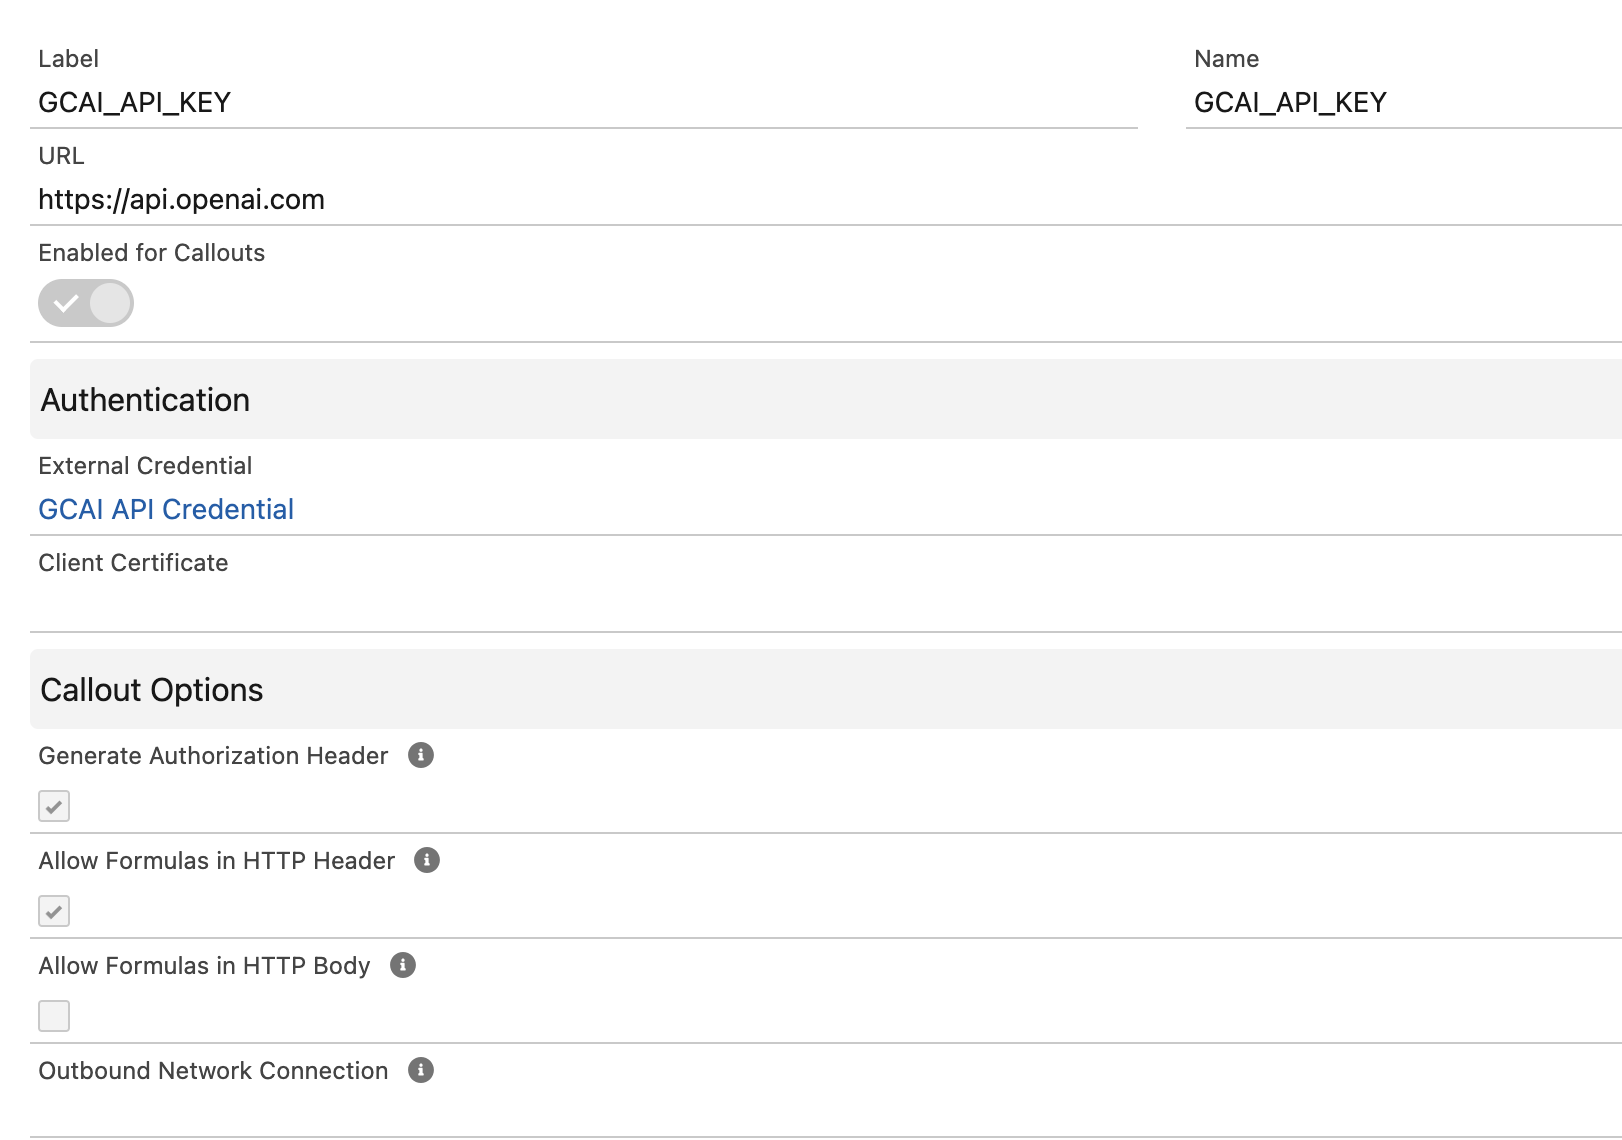 Label
GCAI_API_KEY
Name
GCAI_API_KEY
URL
https://api.openai.com
Enabled for Callouts
Authentication
External Credential
GCAI API Credential
Client Certificate
Callout Options
Generate Authorization Header
Allow Formulas in HTTP Header
Allow Formulas in HTTP Body
Outbound Network Connection